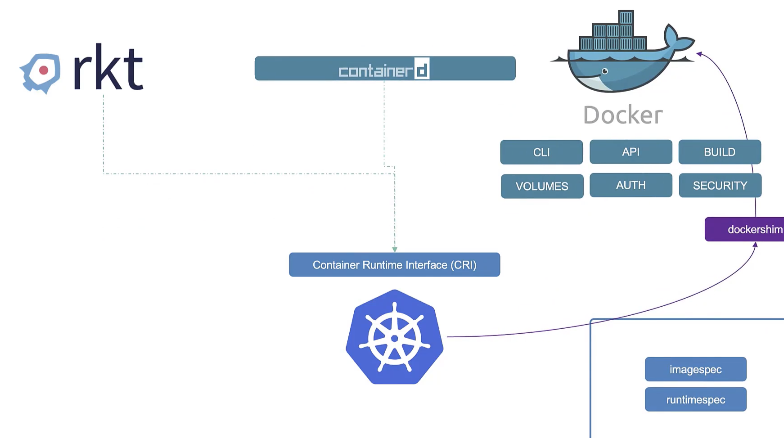 rkt
containerd
Docker
CLI
API
BUILD
VOLUMES
AUTH
SECURITY
dockershim
Container Runtime Interface (CRI)
imagespec
runtimespec